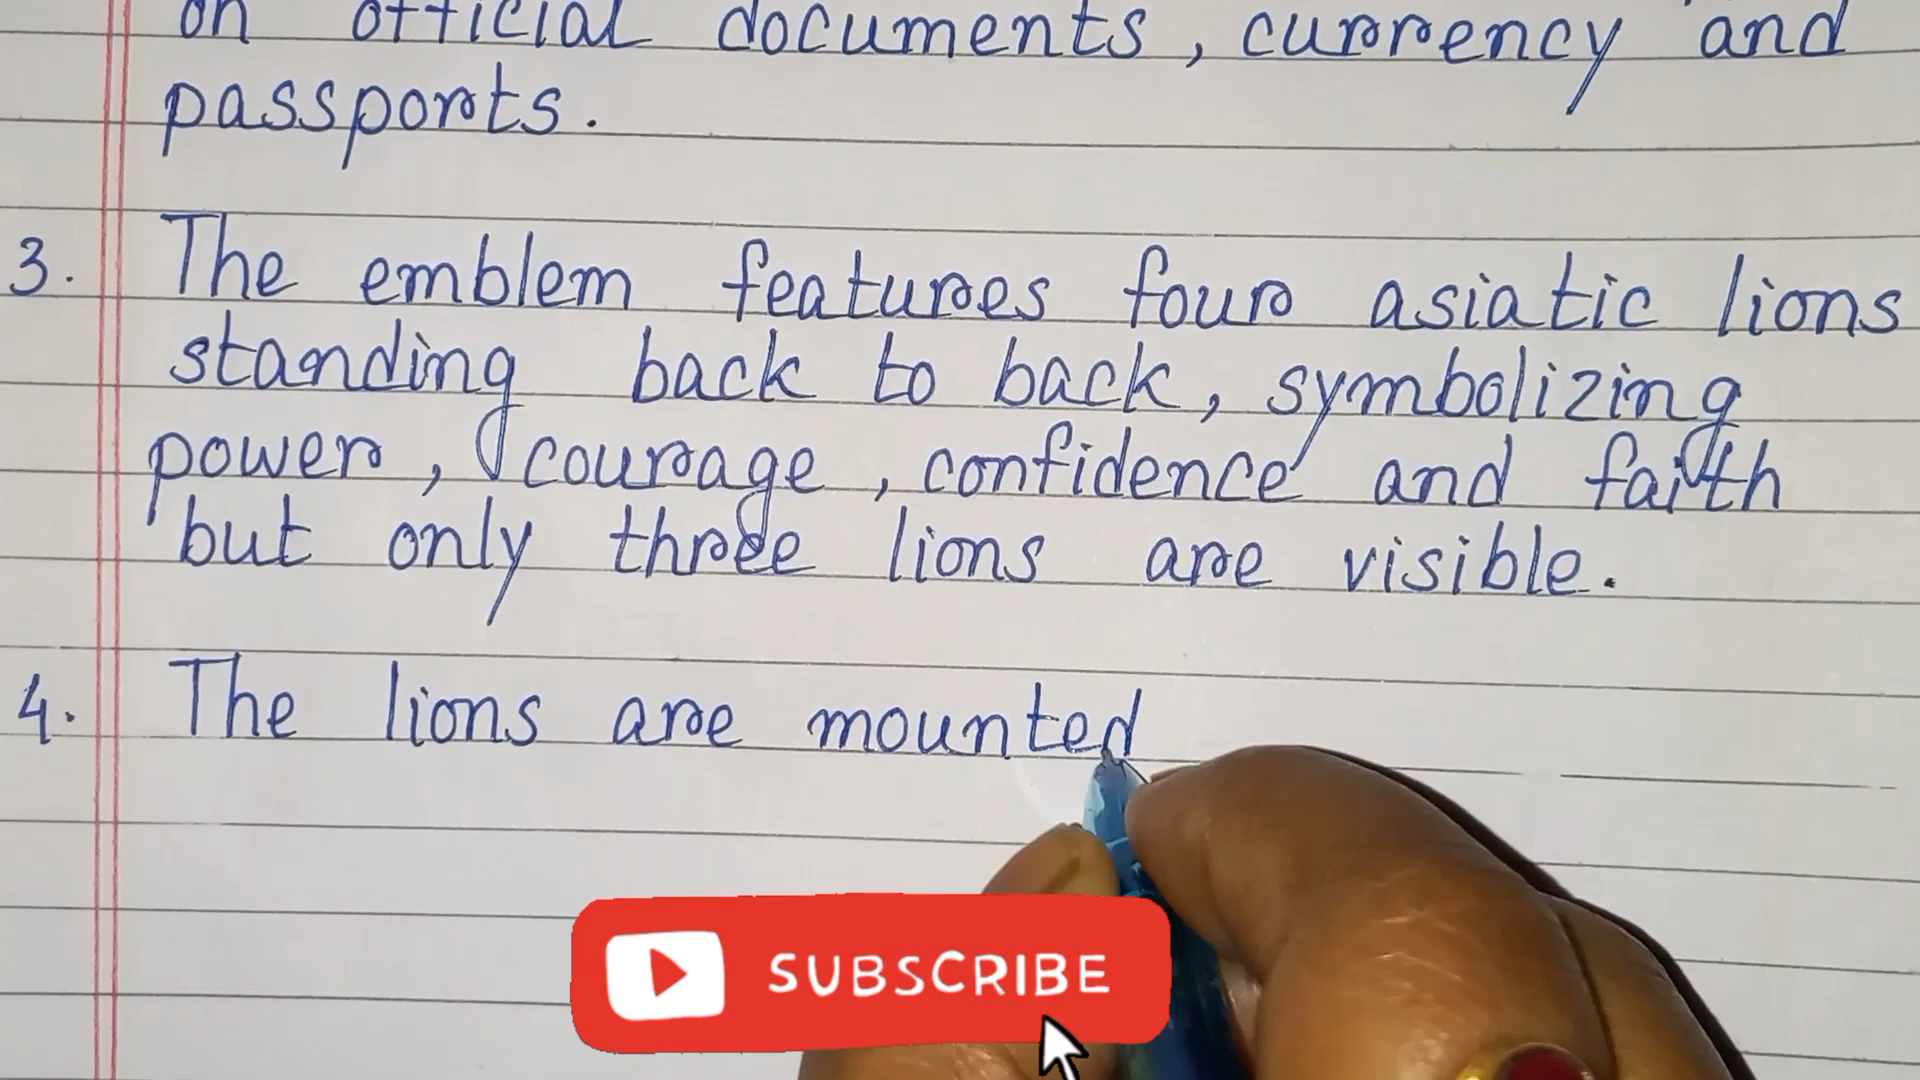 on official documents, currency and
passports.
3. The emblem features four asiatic lions
standing back to back, symbolizing
power, courage, confidence and faith
but only three lions are visible.
4. The lions are mounted
SUBSCRIBE